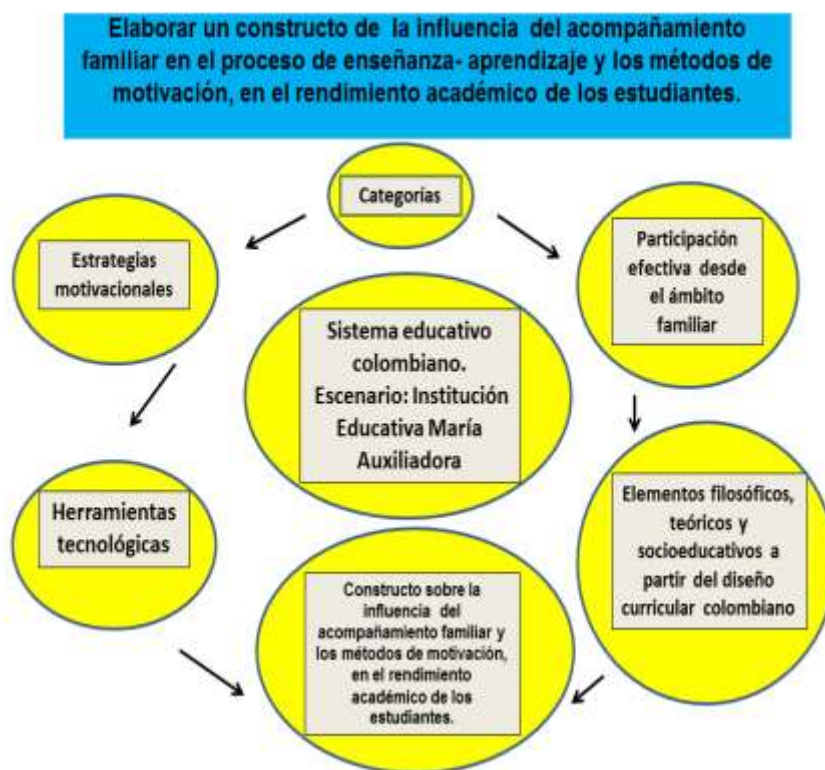 Elaborar un constructo de la influencia del acompañamiento
familiar en el proceso de enseñanza- aprendizaje y los métodos de
motivación, en el rendimiento académico de los estudiantes.
Categorías
Estrategias
motivacionales
Participación
efectiva desde
el ámbito
familiar
Sistema educativo
colombiano.
Escenario: Institución
Educativa María
Auxiliadora
Herramientas
tecnológicas
Elementos filosóficos,
teóricos y
socioeducativos a
partir del diseño
curricular colombiano
Constructo sobre la
influencia del
acompañamiento familiar y
los métodos de motivación,
en el rendimiento
académico de los
estudiantes.